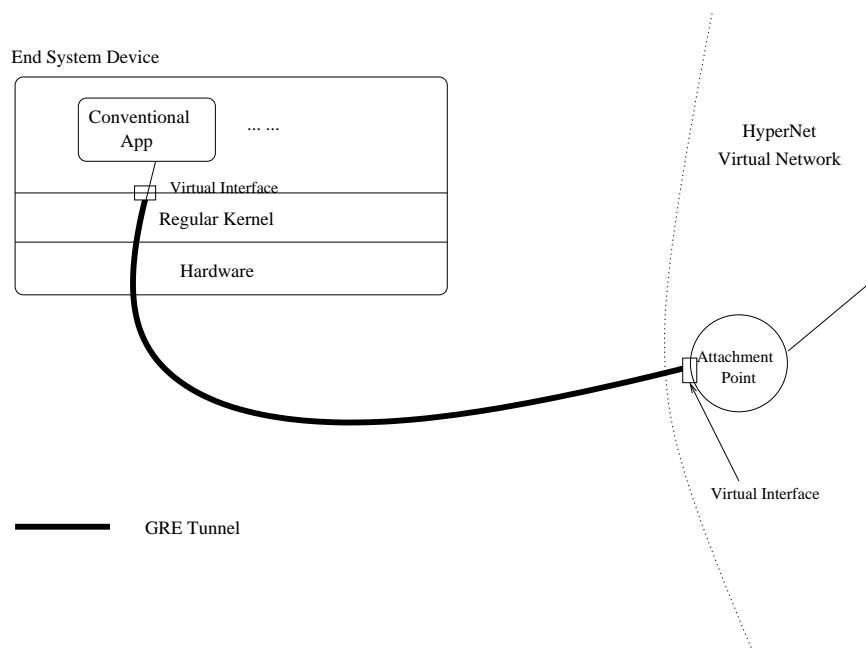 End System Device
Conventional
App
... ...
Virtual Interface
Regular Kernel
Hardware
HyperNet
Virtual Network
Attachment
Point
Virtual Interface
GRE Tunnel